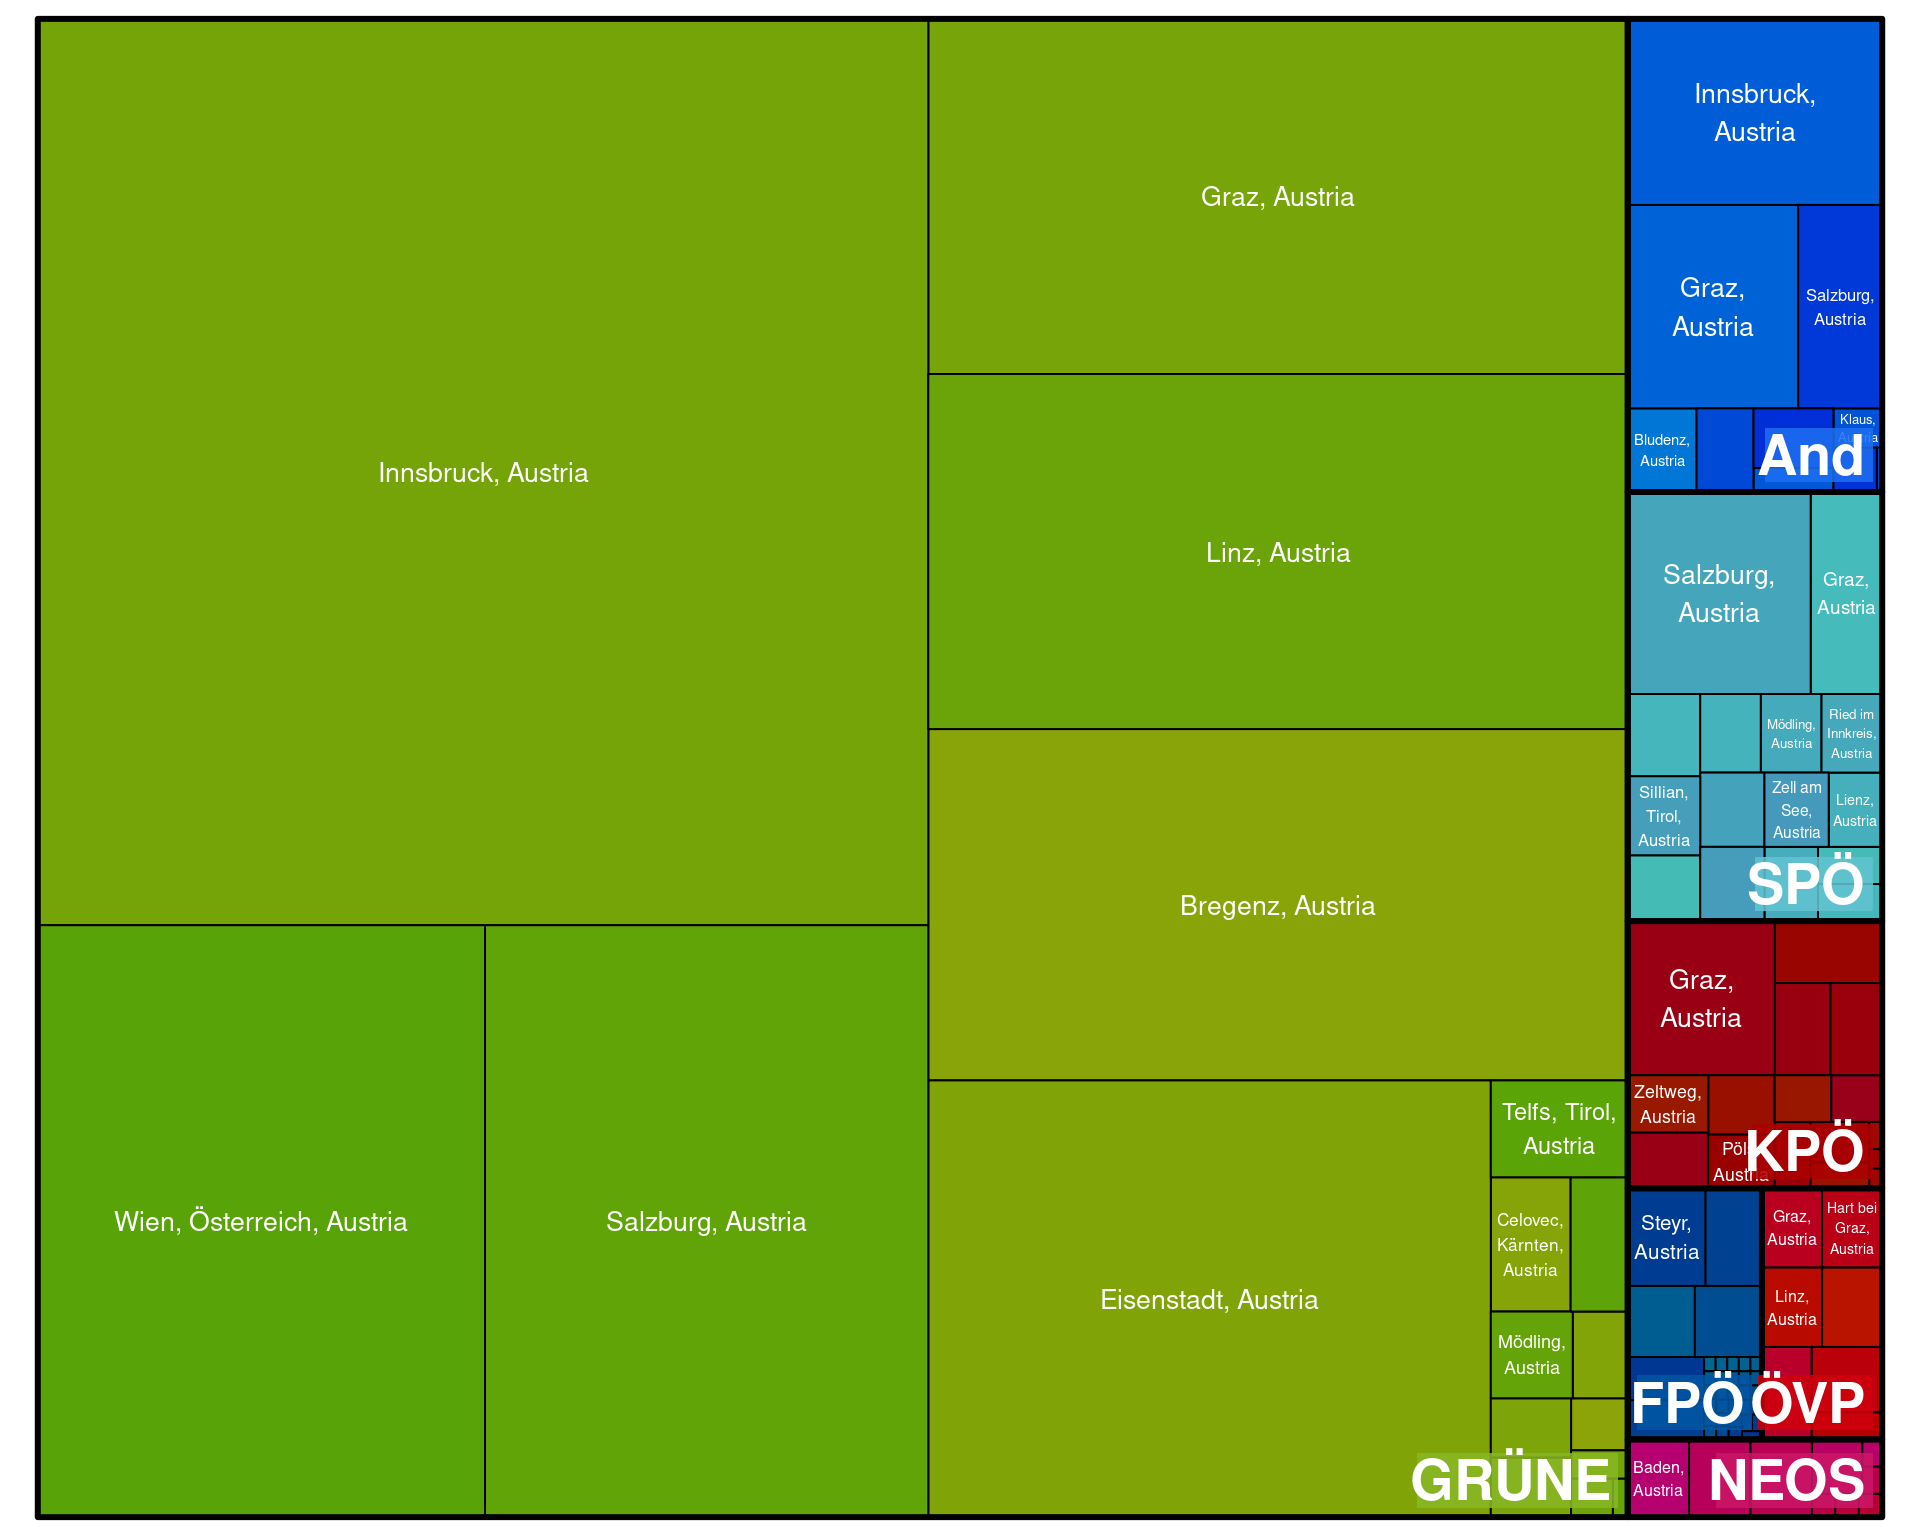 Innsbruck, Austria
Wien, Österreich, Austria
Salzburg, Austria
Graz, Austria
Linz, Austria
Bregenz, Austria
Eisenstadt, Austria
Telfs, Tirol,
Austria
Celovec,
Kärnten,
Austria
Mödling,
Austria
GRÜNE
Innsbruck,
Austria
Graz,
Austria
Salzburg,
Austria
Bludenz,
Austria
Klaus,
Austria
And
Salzburg,
Austria
Graz,
Austria
Mödling,
Austria
Ried im
Innkreis,
Austria
Sillian,
Tirol,
Austria
Zell am
See,
Austria
Lienz,
Austria
SPÖ
Graz,
Austria
Zeltweg,
Austria
Austria
KPÖ
Steyr,
Austria
FPÖ
Graz,
Austria
Hart bei
Graz,
Austria
Linz,
Austria
ÖVP
Baden,
Austria
NEOS